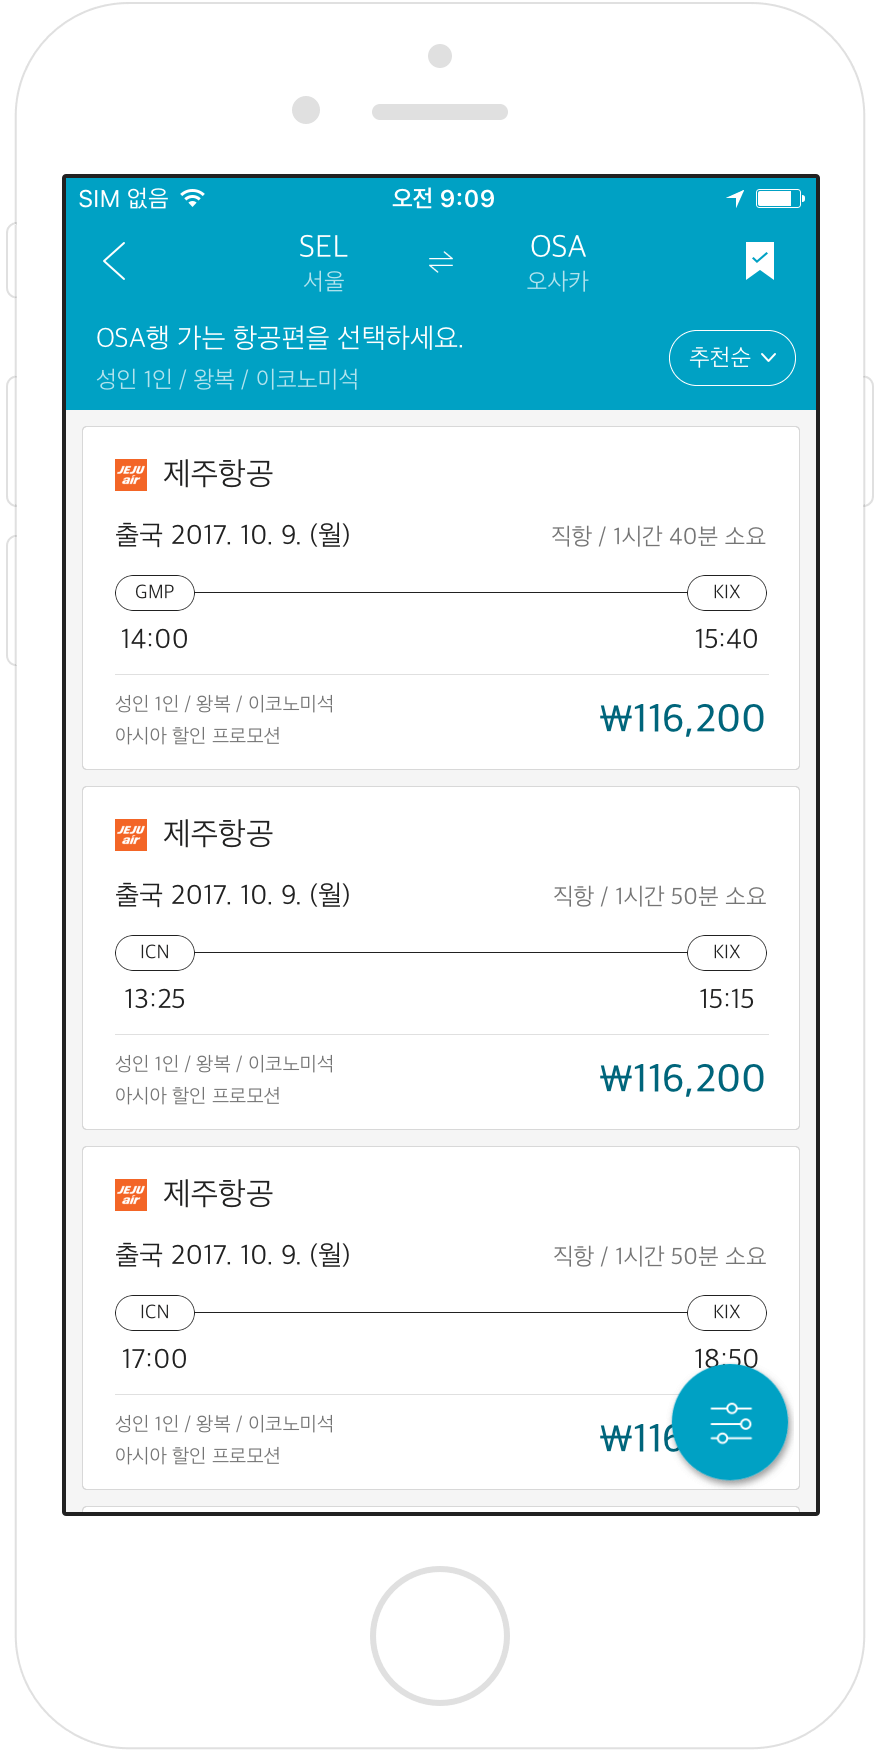 SIM 없음 오전 9:09
SEL OSA
서울 오사카
OSA행 가는 항공편을 선택하세요.
성인 1인 / 왕복 / 이코노미석
추천순
JEJU air 제주항공
출국 2017. 10. 9. (월) 직항 / 1시간 40분 소요
GMP KIX
14:00 15:40
성인 1인 / 왕복 / 이코노미석
아시아 할인 프로모션
₩116,200
JEJU air 제주항공
출국 2017. 10. 9. (월) 직항 / 1시간 50분 소요
ICN KIX
13:25 15:15
성인 1인 / 왕복 / 이코노미석
아시아 할인 프로모션
₩116,200
JEJU air 제주항공
출국 2017. 10. 9. (월) 직항 / 1시간 50분 소요
ICN KIX
17:00 18:50
성인 1인 / 왕복 / 이코노미석
아시아 할인 프로모션
₩116